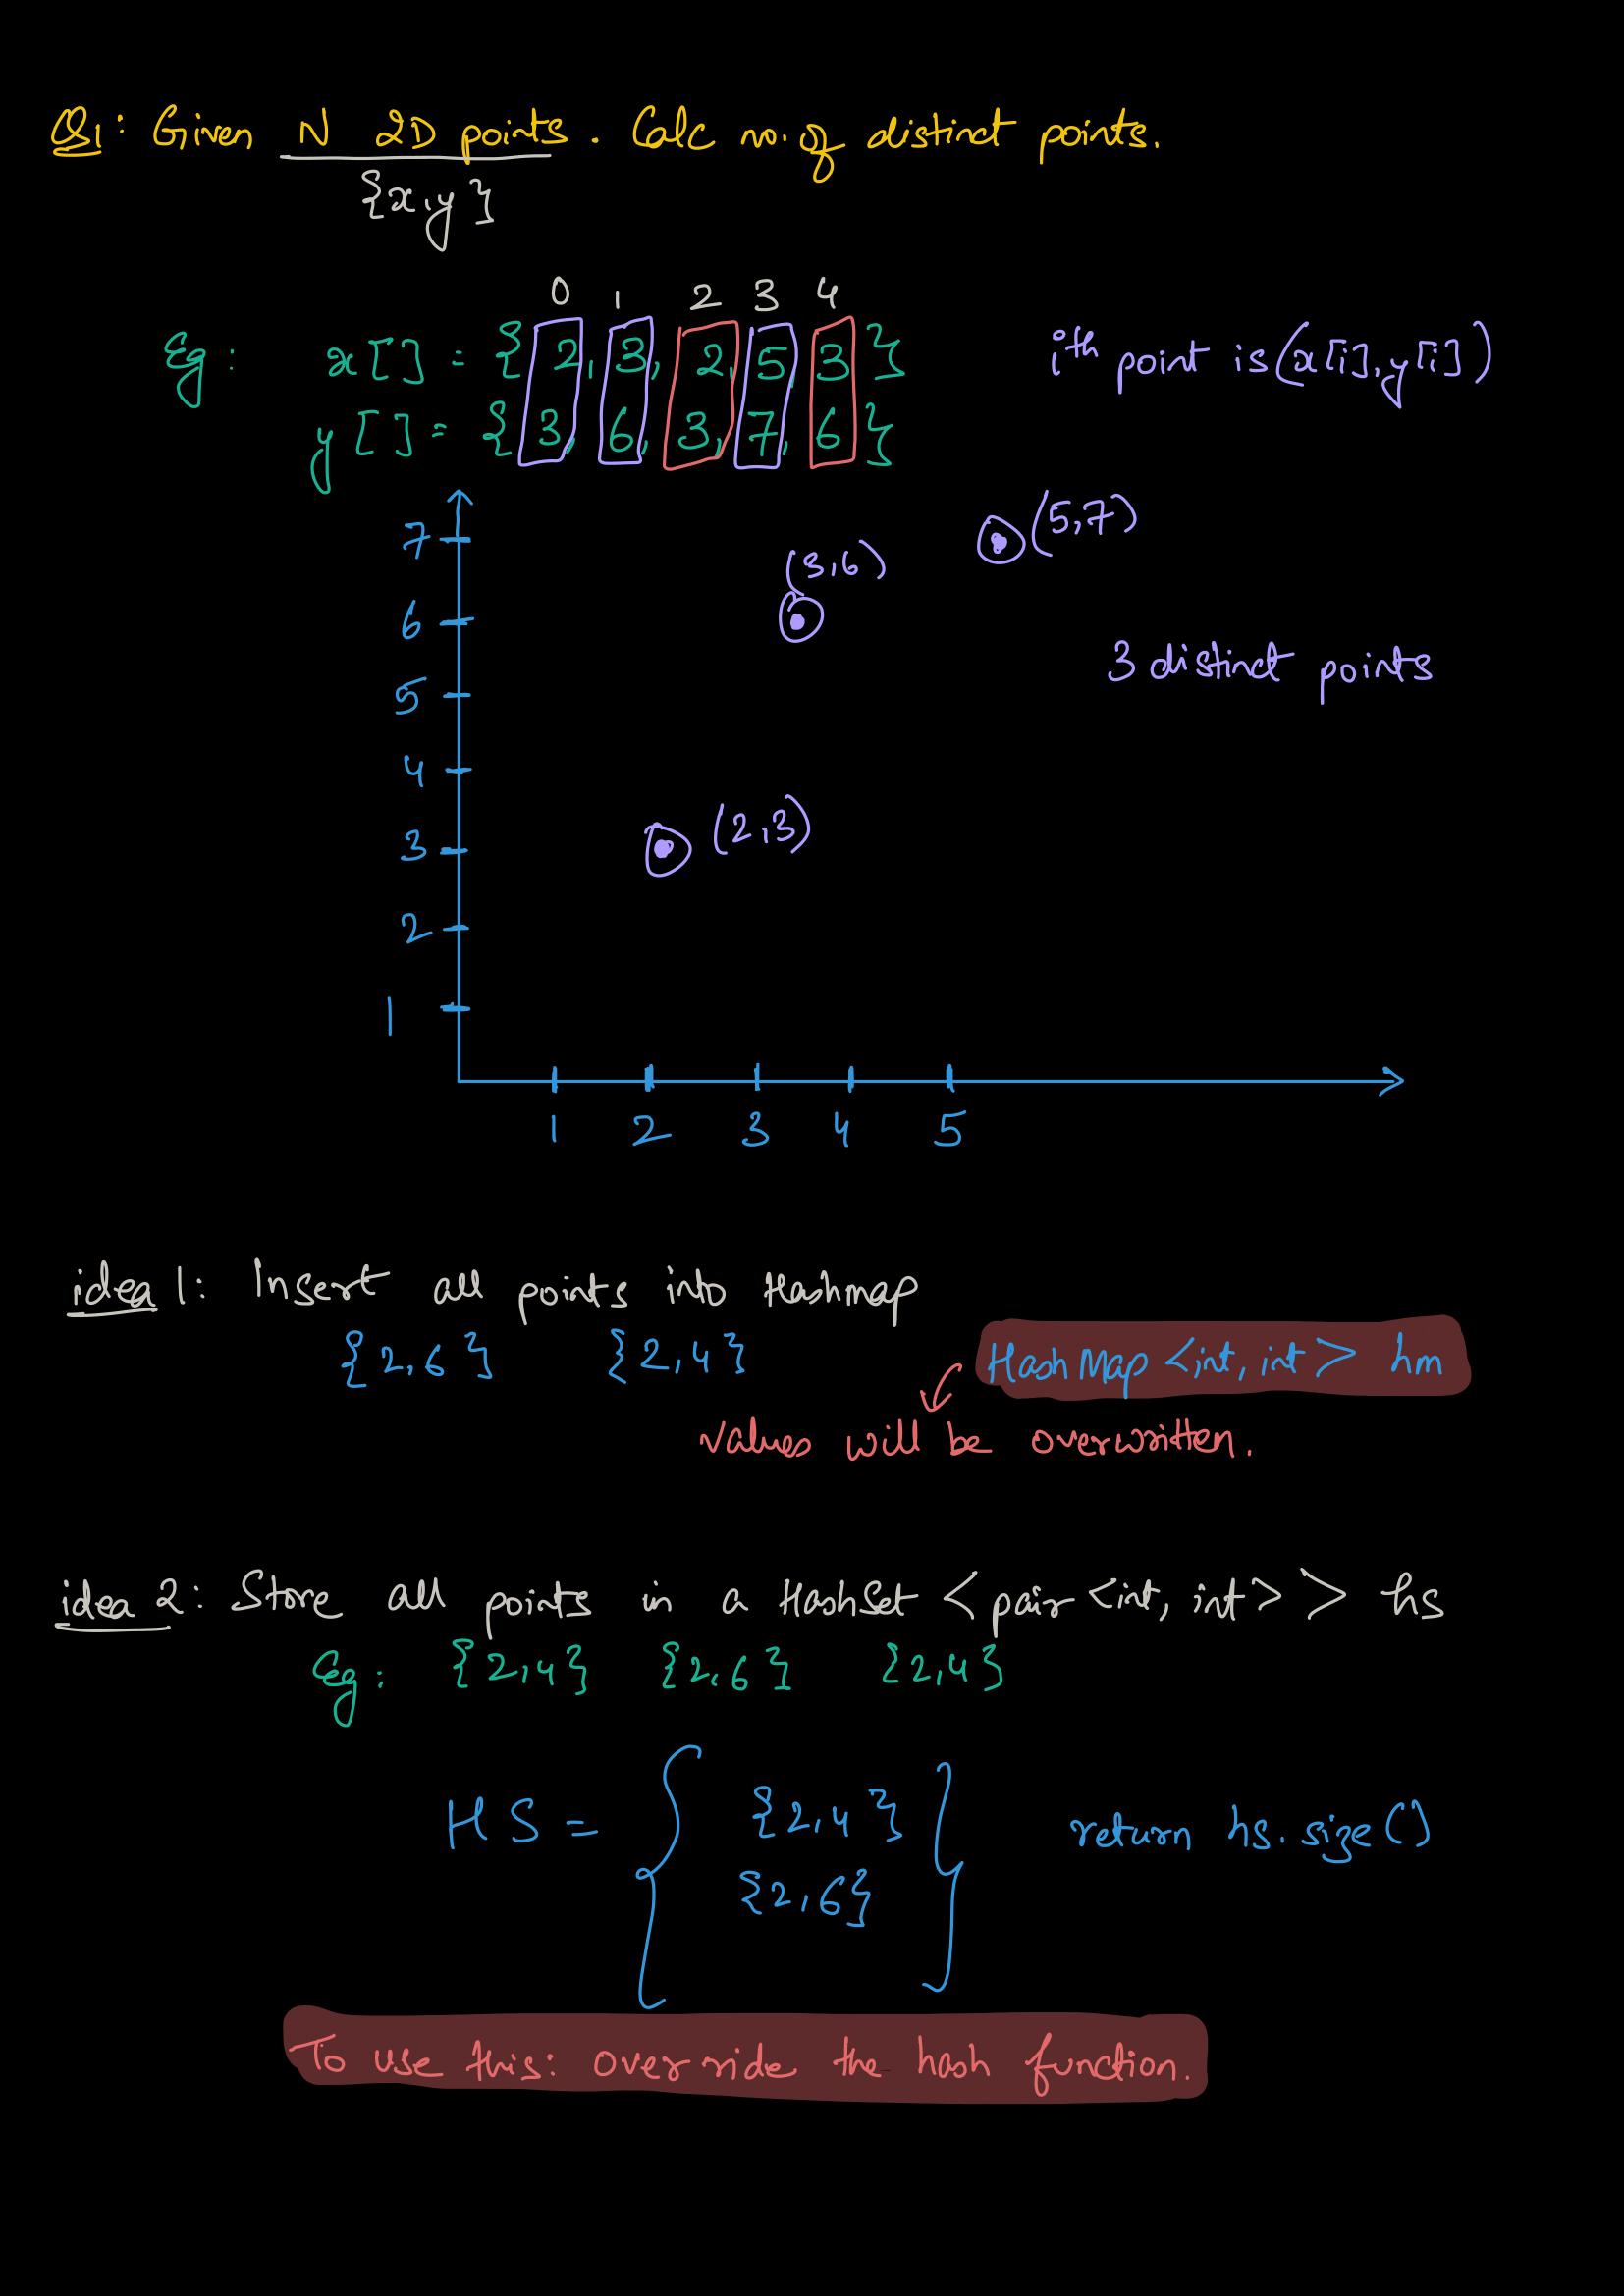 Q1: Given N 2D points. Calc no. of distinct points.
{x,y}
0 1 2 3 4
Eg: x[] = {2, 3, 2, 5, 3} ith point is (x[i], y[i])
y[] = {3, 6, 3, 7, 6}
7 (5,7)
(3,6)
6
3 distinct points
5
4
3 (2,3)
2
1
1 2 3 4 5
idea 1: Insert all points into Hashmap
{2,6} {2,4} HashMap <int, int> hm
values will be overwritten.
idea 2: Store all points in a HashSet <pair <int, int>> hs
Eg: {2,4} {2,6} {2,4}
HS = { {2,4} } return hs.size()
{2,6}
To use this: override the hash function.